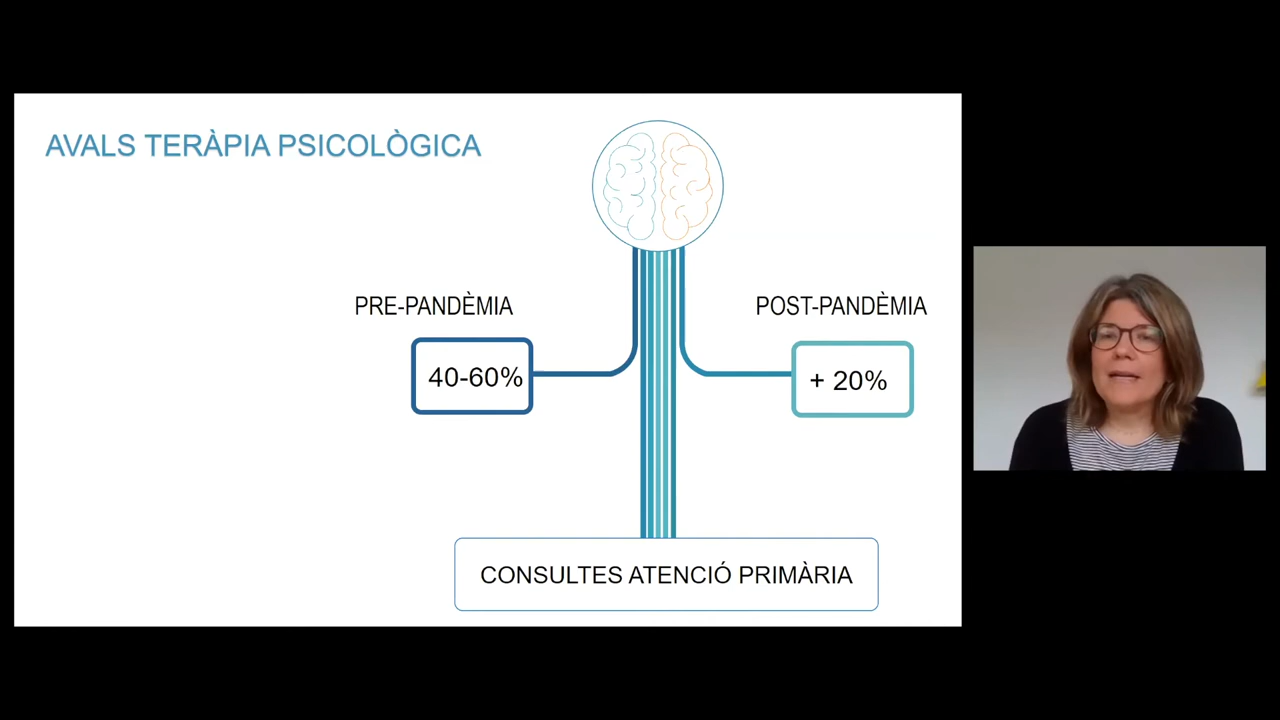 AVALS TERÀPIA PSICOLÒGICA
PRE-PANDÈMIA
POST-PANDÈMIA
40-60%
+ 20%
CONSULTES ATENCIÓ PRIMÀRIA